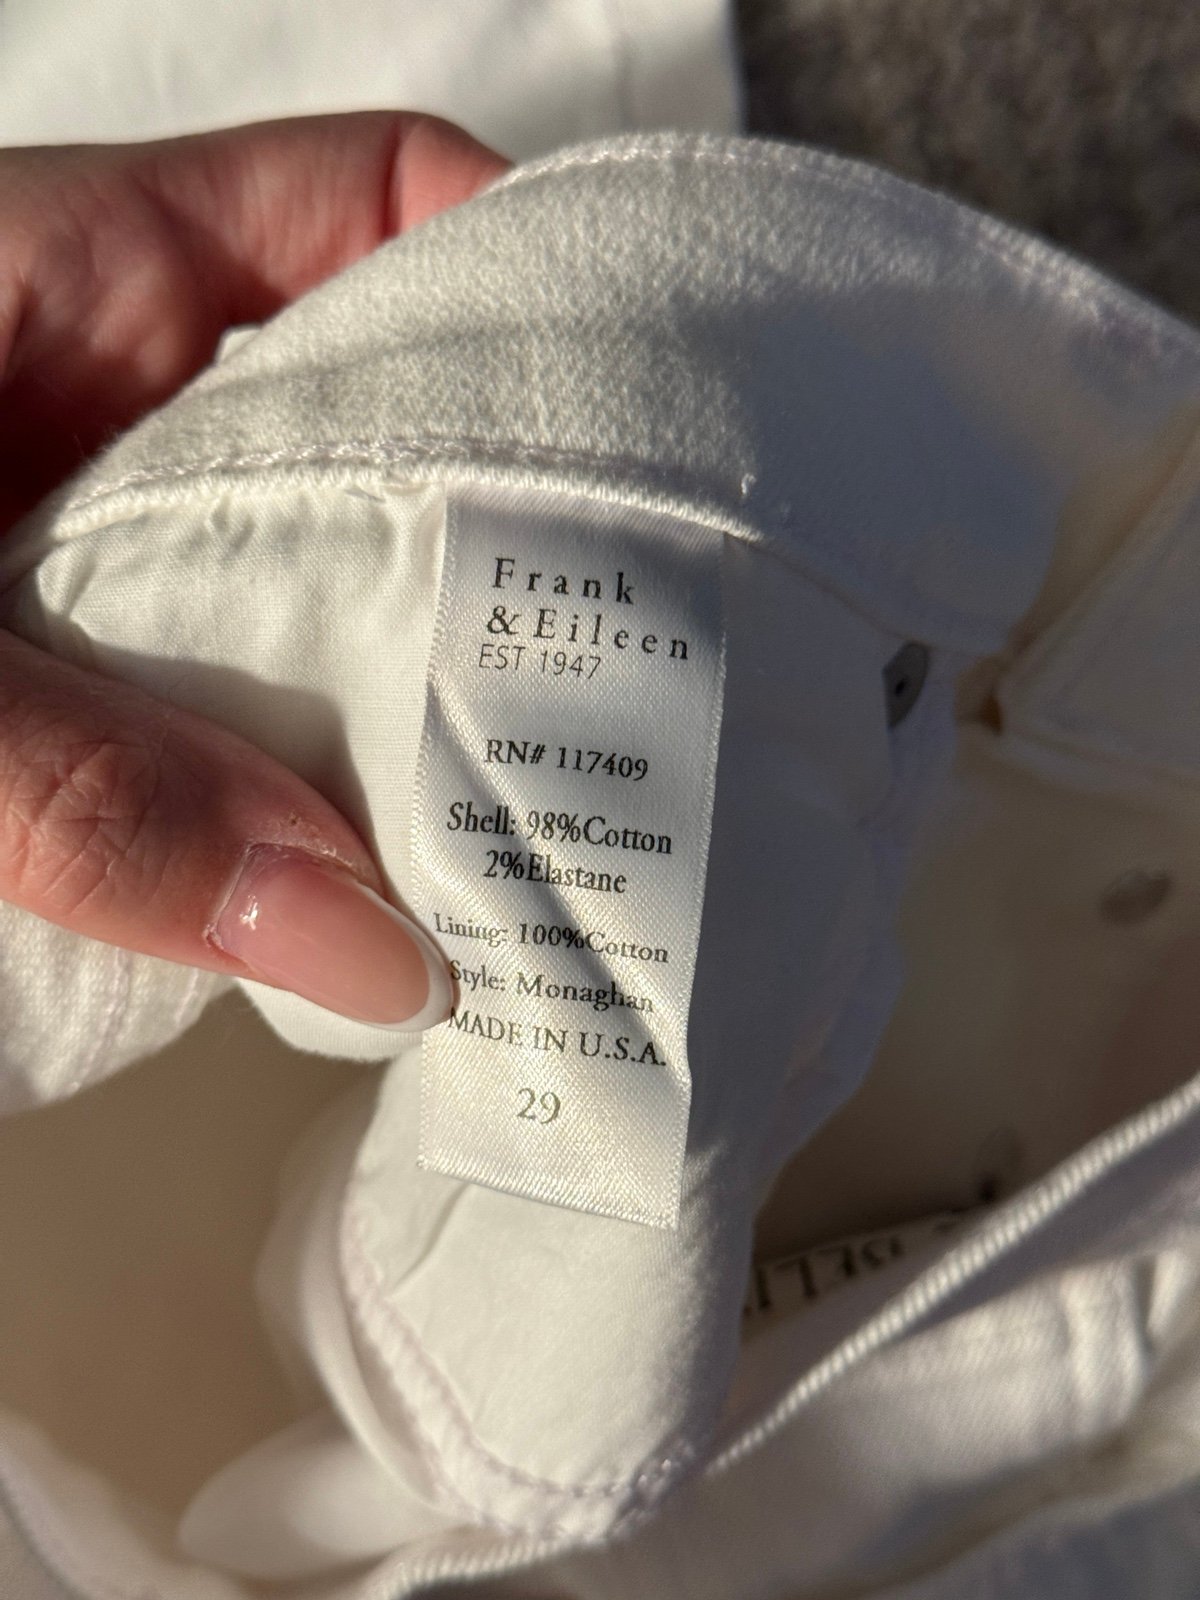 Frank
& Eileen
EST 1947
RN# 117409
Shell: 98%Cotton
2%Elastane
Lining: 100%Cotton
Style: Monaghan
MADE IN U.S.A.
29